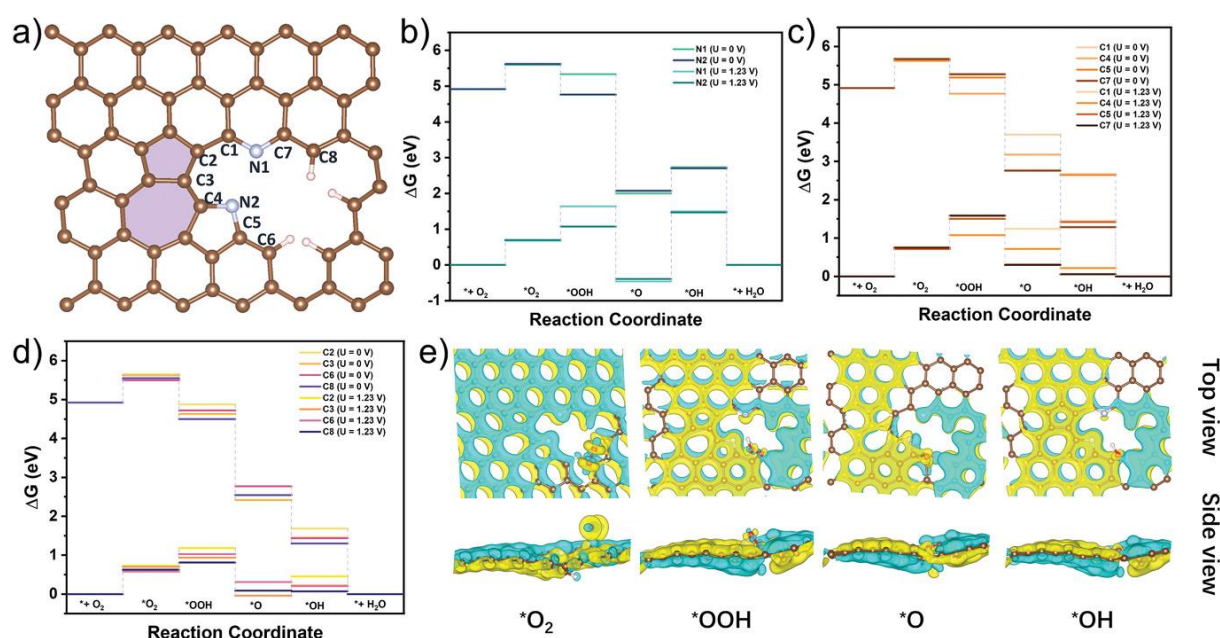 a)
C1
C7
C8
C2
N1
C3
C4
N2
C5
C6
b)
6
5
4
3
2
1
0
-1
ΔG (eV)
N1 (U = 0 V)
N2 (U = 0 V)
N1 (U = 1.23 V)
N2 (U = 1.23 V)
*+ O₂
*O₂
*OOH
*O
*OH
*+ H₂O
Reaction Coordinate
c)
6
5
4
3
2
1
0
ΔG (eV)
C1 (U = 0 V)
C4 (U = 0 V)
C5 (U = 0 V)
C7 (U = 0 V)
C1 (U = 1.23 V)
C4 (U = 1.23 V)
C5 (U = 1.23 V)
C7 (U = 1.23 V)
*+ O₂
*O₂
*OOH
*O
*OH
*+ H₂O
Reaction Coordinate
d)
6
5
4
3
2
1
0
ΔG (eV)
C2 (U = 0 V)
C3 (U = 0 V)
C6 (U = 0 V)
C8 (U = 0 V)
C2 (U = 1.23 V)
C3 (U = 1.23 V)
C6 (U = 1.23 V)
C8 (U = 1.23 V)
*+ O₂
*O₂
*OOH
*O
*OH
*+ H₂O
Reaction Coordinate
e)
Top view
Side view
*O₂
*OOH
*O
*OH